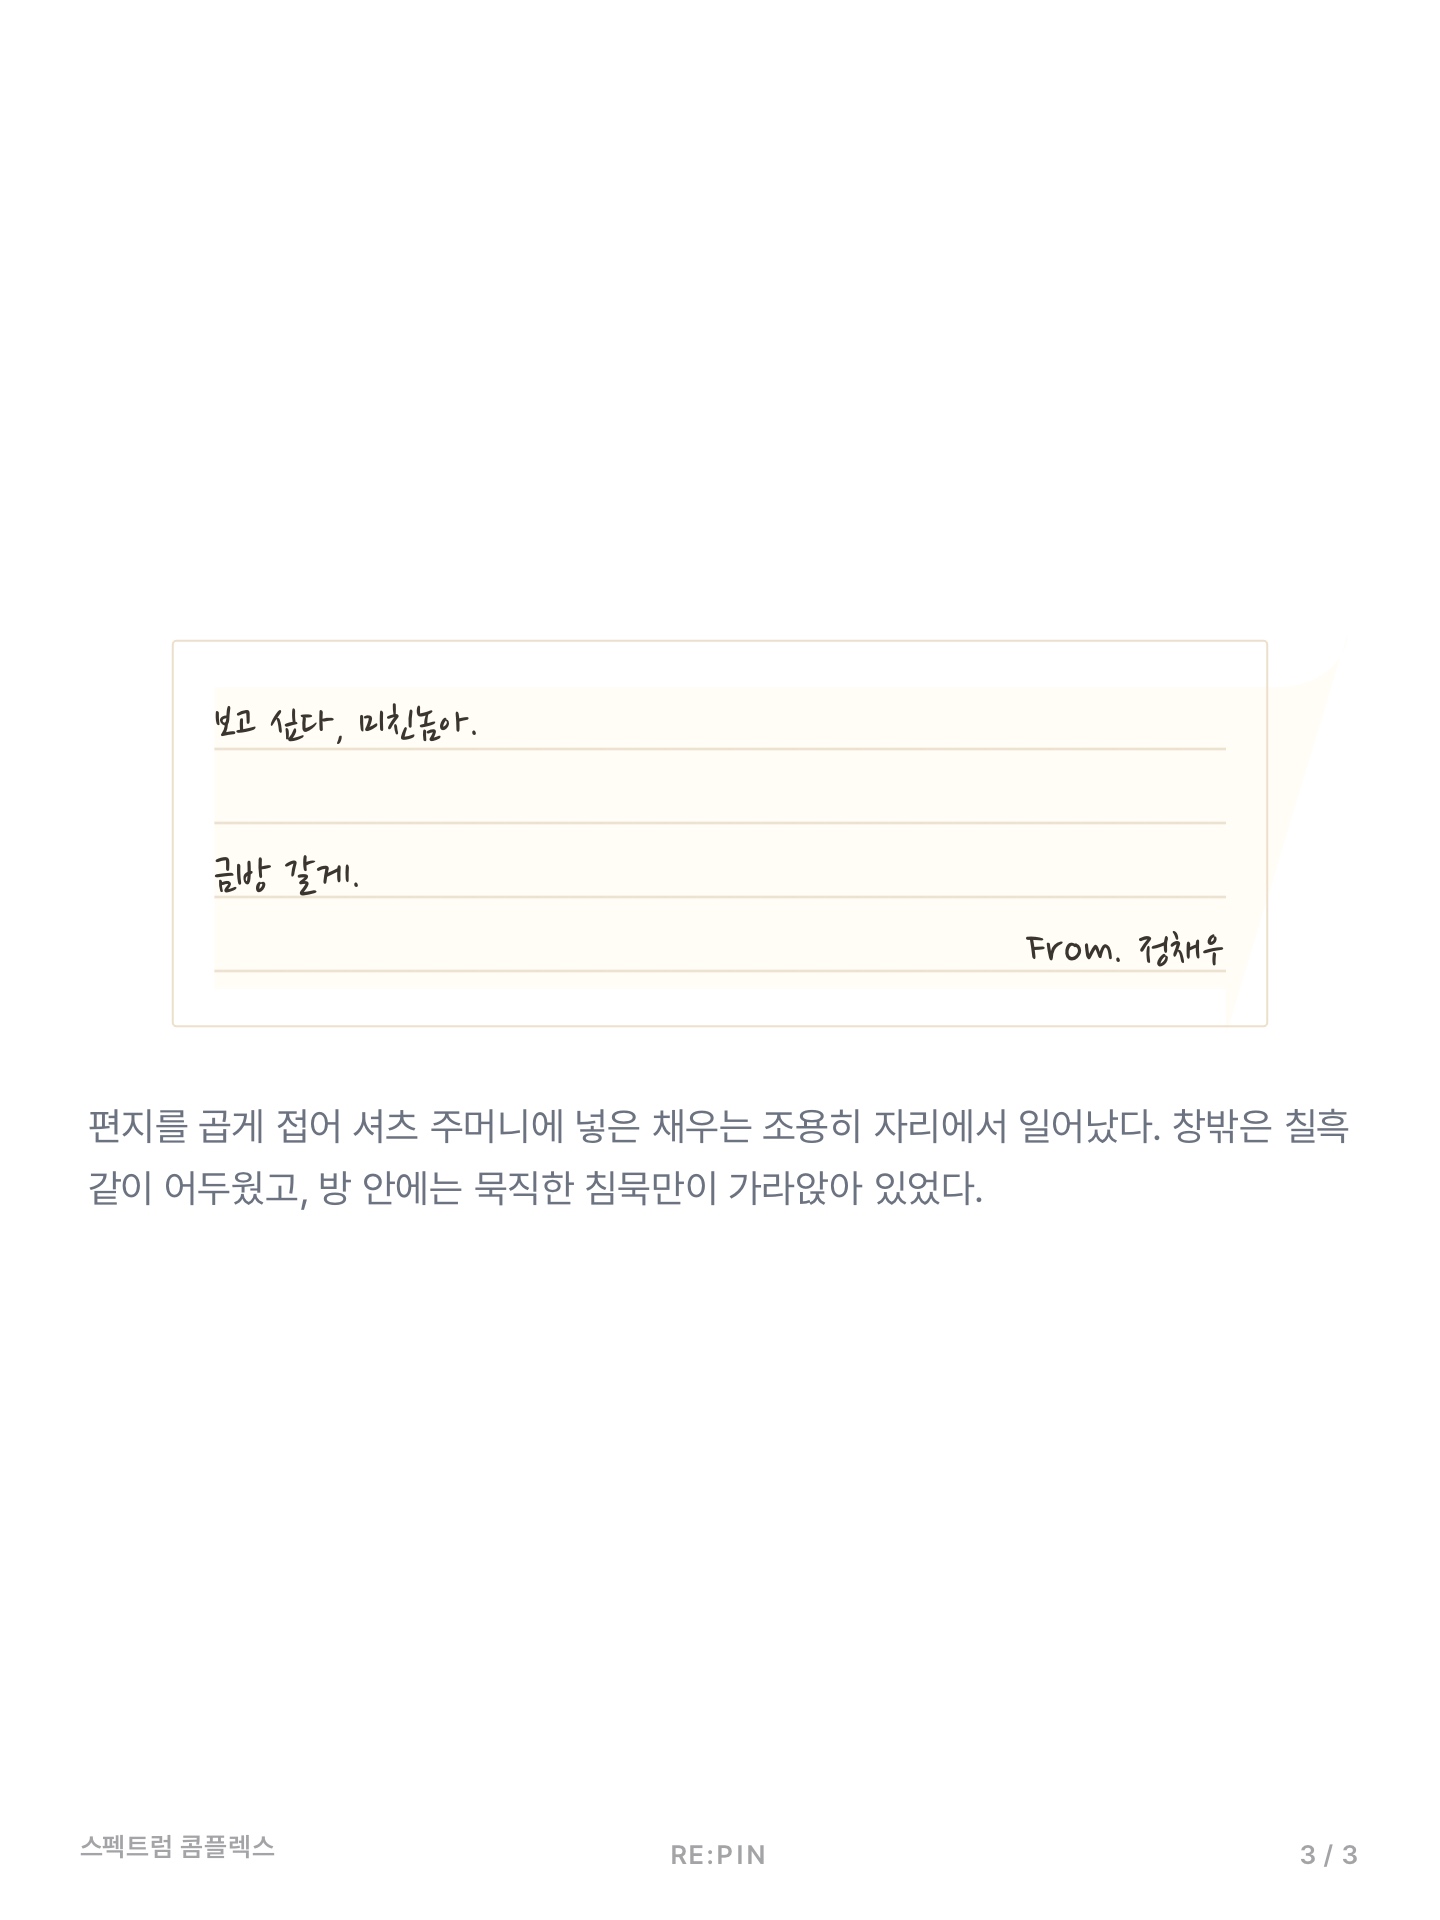 보고 싶다, 미친놈아.
금방 갈게.
From. 정채우
편지를 곱게 접어 셔츠 주머니에 넣은 채우는 조용히 자리에서 일어났다. 창밖은 칠흑
같이 어두웠고, 방 안에는 묵직한 침묵만이 가라앉아 있었다.
스펙트럼 콤플렉스
RE:PIN
3 / 3